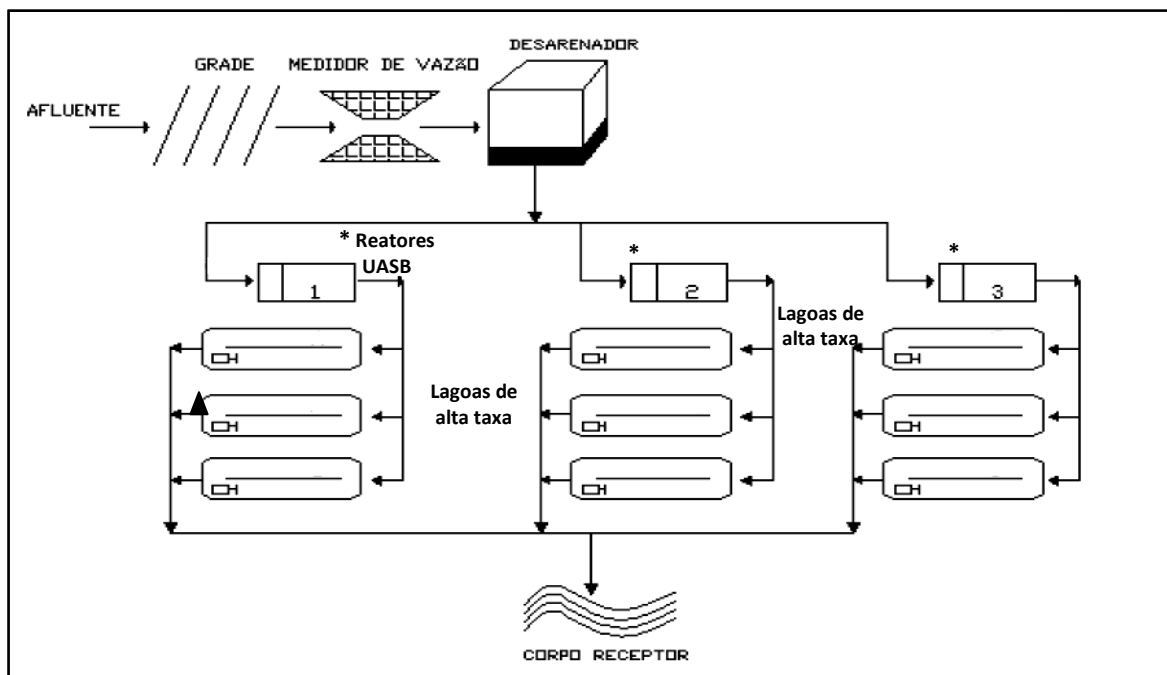 DESARENADOR
GRADE
MEDIDOR DE VAZÃO
AFLUENTE
* Reatores
UASB
*
*
1
2
3
Lagoas de
alta taxa
Lagoas de
alta taxa
CORPO RECEPTOR